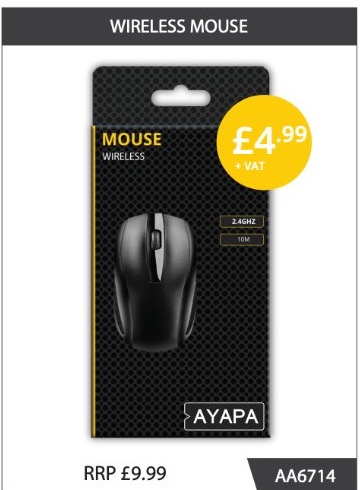 WIRELESS MOUSE
MOUSE
WIRELESS
£4.99
+ VAT
2.4GHZ
10M
AYAPA
RRP £9.99
AA6714